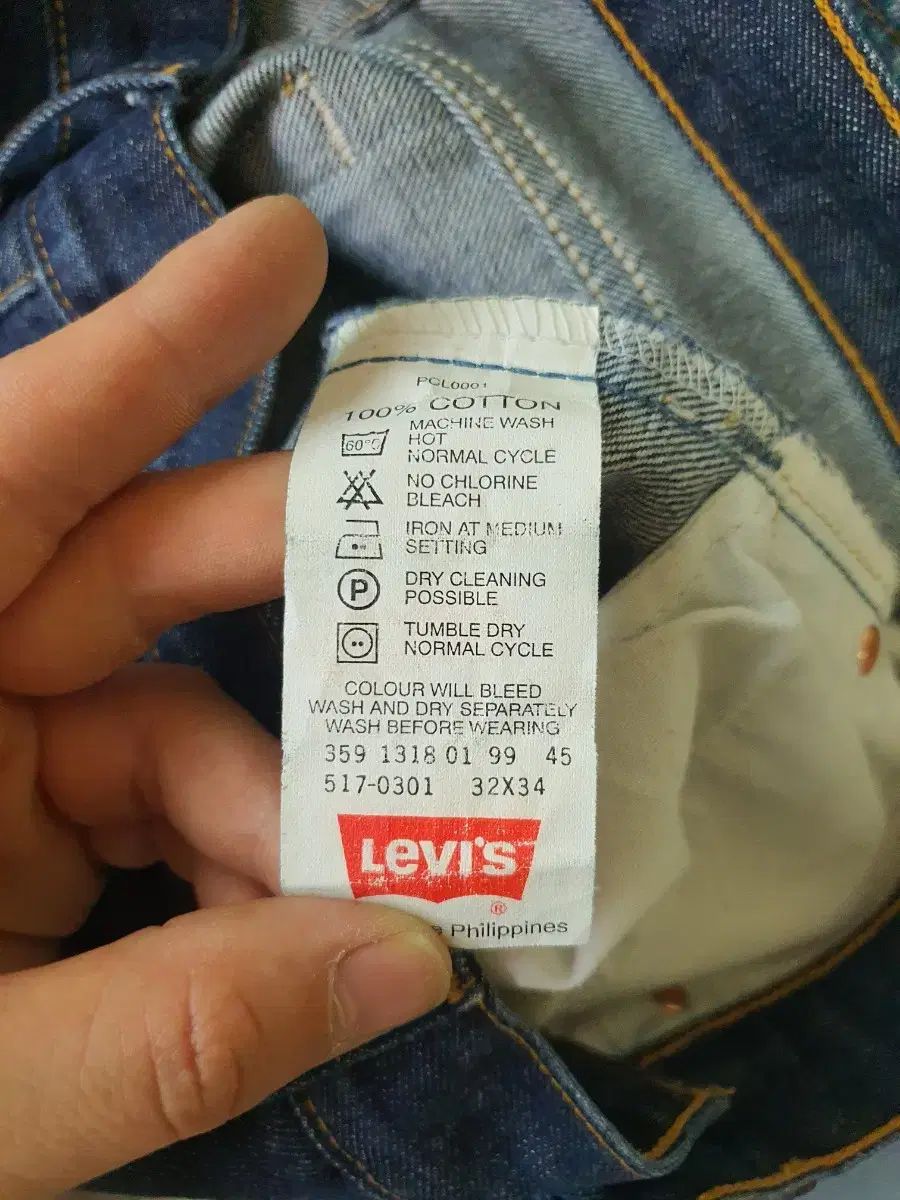 PCL0001
100% COTTON
60°C
MACHINE WASH
HOT
NORMAL CYCLE
NO CHLORINE
BLEACH
IRON AT MEDIUM
SETTING
P
DRY CLEANING
POSSIBLE
TUMBLE DRY
NORMAL CYCLE
COLOUR WILL BLEED
WASH AND DRY SEPARATELY
WASH BEFORE WEARING
359 1318 01 99 45
517-0301 32X34
LEVI'S
®
Philippines